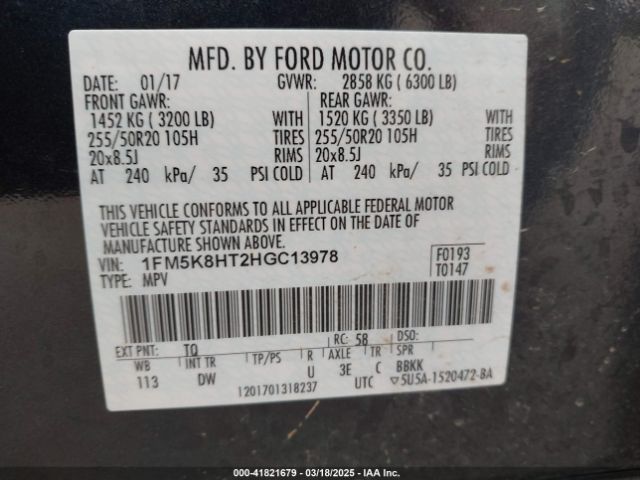 MFD. BY FORD MOTOR CO.
DATE: 01/17 GVWR: 2858 KG ( 6300 LB)
FRONT GAWR: REAR GAWR:
1452 KG ( 3200 LB) WITH 1520 KG ( 3350 LB) WITH
255/50R20 105H TIRES 255/50R20 105H TIRES
20x8.5J RIMS 20x8.5J RIMS
AT 240 kPa/ 35 PSI COLD AT 240 kPa/ 35 PSI COLD
THIS VEHICLE CONFORMS TO ALL APPLICABLE FEDERAL MOTOR
VEHICLE SAFETY STANDARDS IN EFFECT ON THE DATE OF
MANUFACTURE SHOWN ABOVE.
VIN: 1FM5K8HT2HGC13978 F0193
TYPE: MPV T0147
EXT PNT: TQ RC: 58 DSO:
WB INT TR TP/PS R AXLE TR SPR
113 DW U 3E C BBKK
1201701318237 UTC ▽5U5A-1520472-BA
© - 41821679 - 03/18/2025 - IAA Inc.